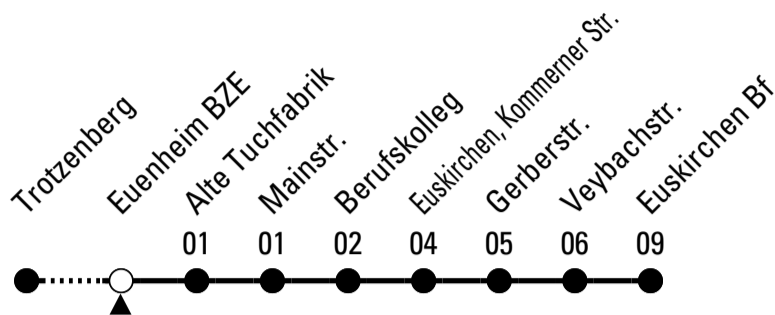 Trotzenberg
Euenheim BZE
Alte Tuchfabrik
Mainstr.
Berufskolleg
Euskirchen, Kommerner Str.
Gerberstr.
Veybachstr.
Euskirchen Bf
01 01 02 04 05 06 09